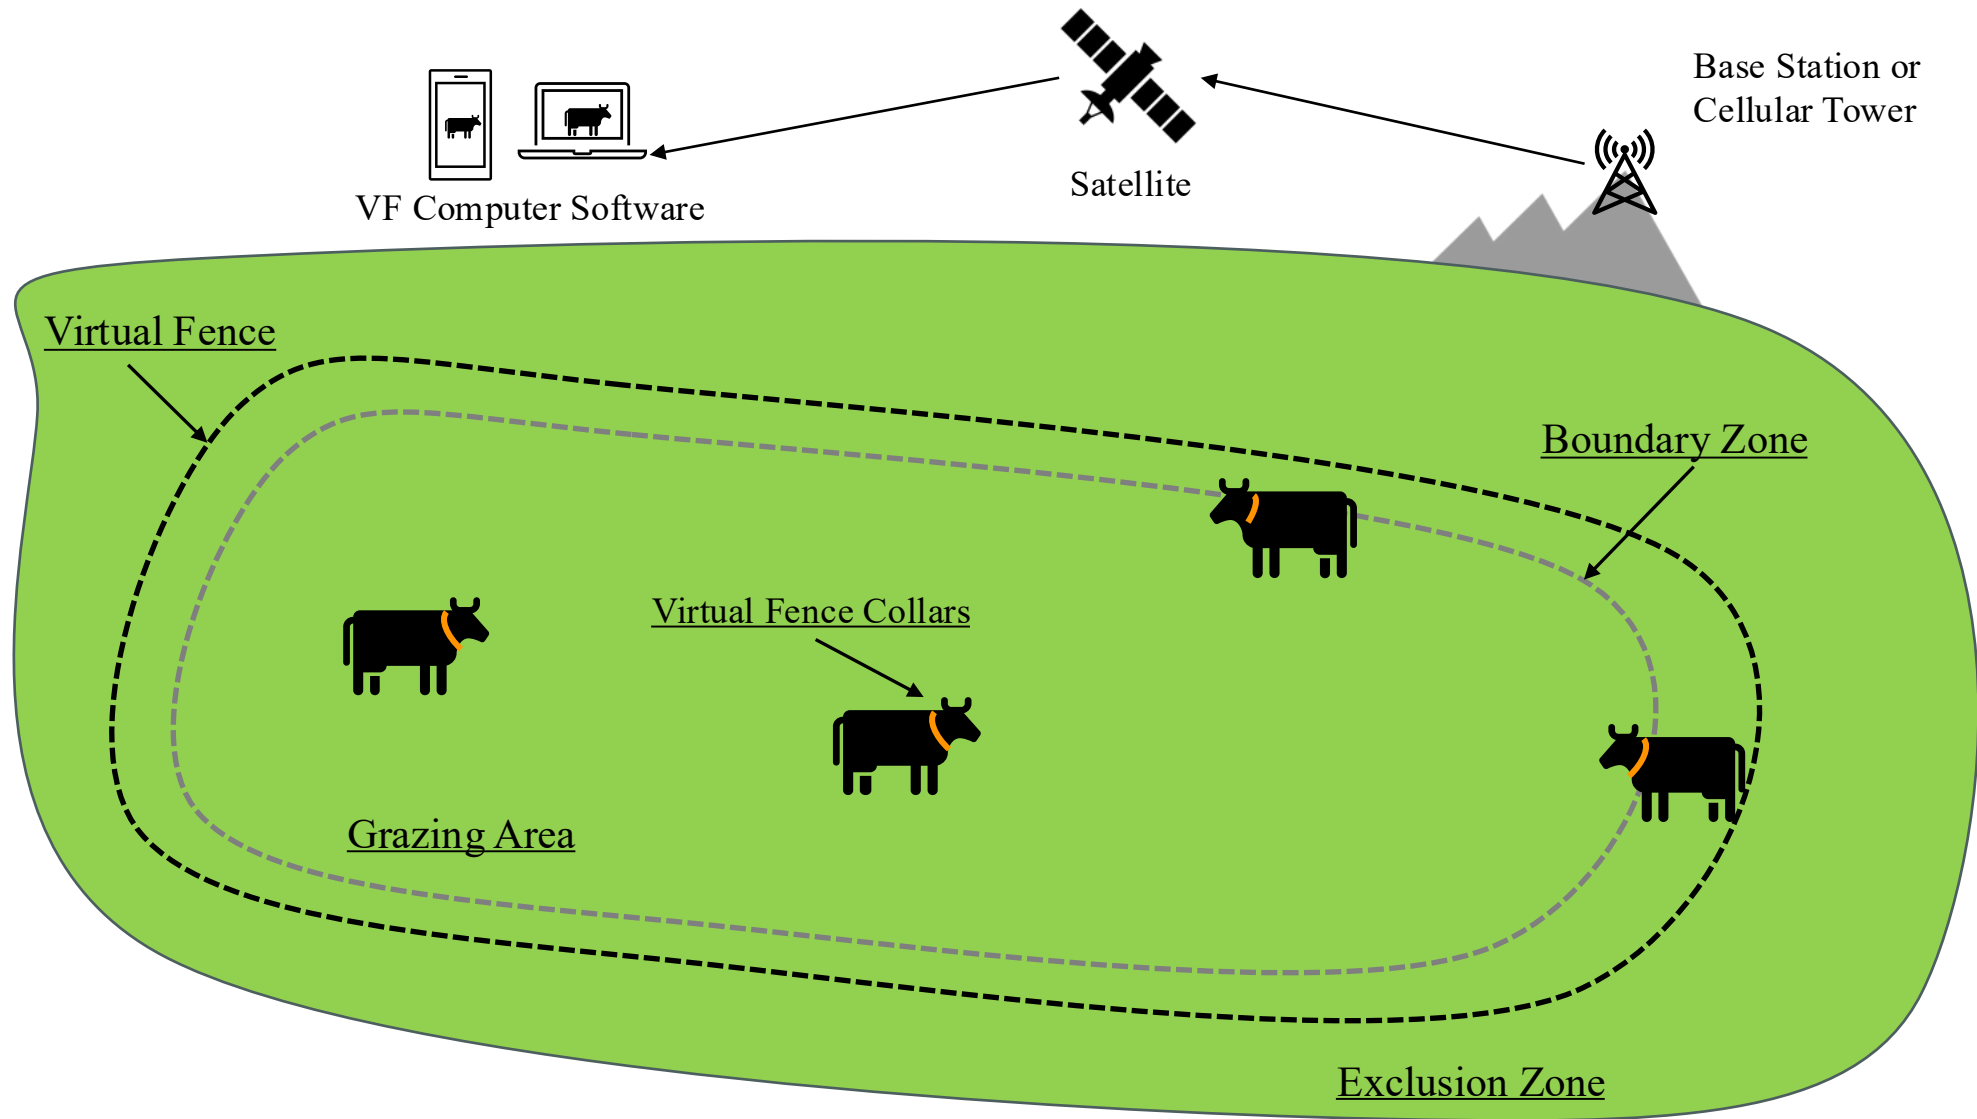 Base Station or
Cellular Tower
Satellite
VF Computer Software
Virtual Fence
Boundary Zone
Virtual Fence Collars
Grazing Area
Exclusion Zone